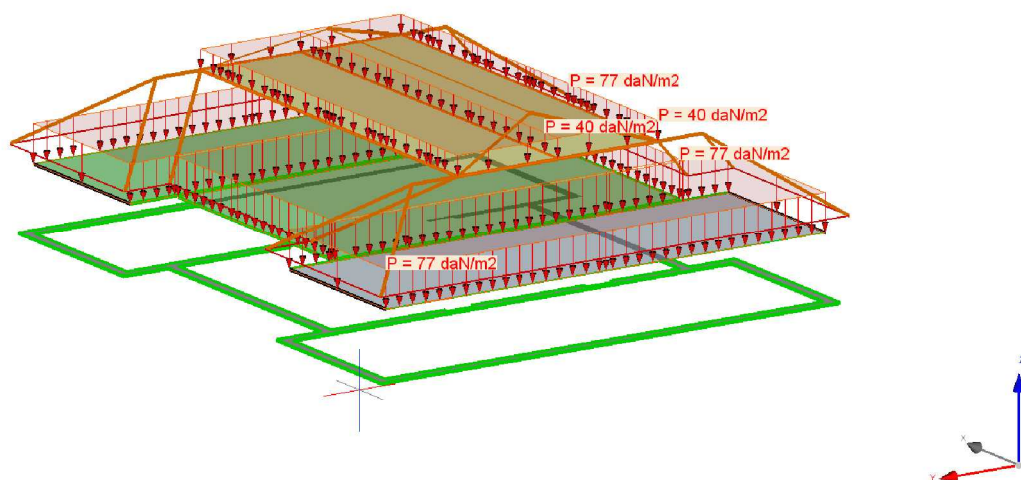 P = 77 daN/m2
P = 40 daN/m2
P = 40 daN/m2
P = 77 daN/m2
P = 77 daN/m2
X
Y
Z